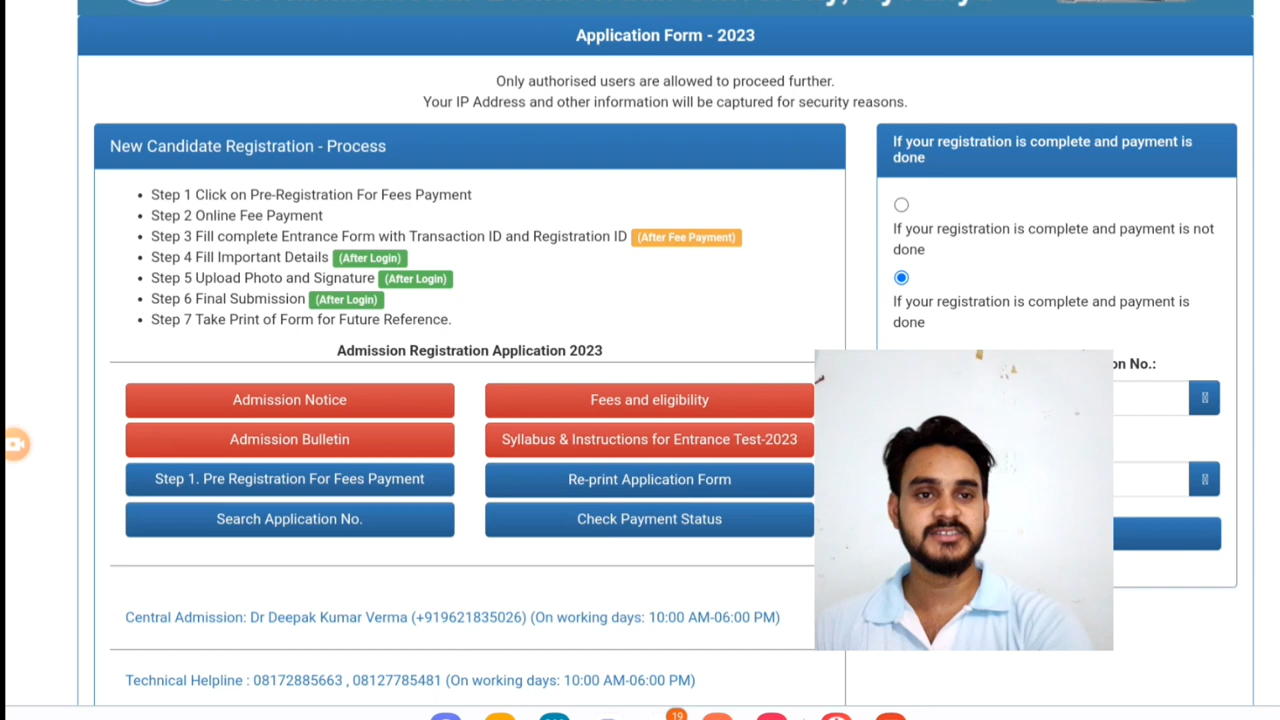 Application Form - 2023
Only authorised users are allowed to proceed further.
Your IP Address and other information will be captured for security reasons.
New Candidate Registration - Process
• Step 1 Click on Pre-Registration For Fees Payment
• Step 2 Online Fee Payment
• Step 3 Fill complete Entrance Form with Transaction ID and Registration ID (After Fee Payment)
• Step 4 Fill Important Details (After Login)
• Step 5 Upload Photo and Signature (After Login)
• Step 6 Final Submission (After Login)
• Step 7 Take Print of Form for Future Reference.
Admission Registration Application 2023
Admission Notice
Fees and eligibility
Admission Bulletin
Syllabus & Instructions for Entrance Test-2023
Step 1. Pre Registration For Fees Payment
Re-print Application Form
Search Application No.
Check Payment Status
Central Admission: Dr Deepak Kumar Verma (+919621835026) (On working days: 10:00 AM-06:00 PM)
Technical Helpline : 08172885663 , 08127785481 (On working days: 10:00 AM-06:00 PM)
If your registration is complete and payment is
done
If your registration is complete and payment is not
done
If your registration is complete and payment is
done
No.:
19